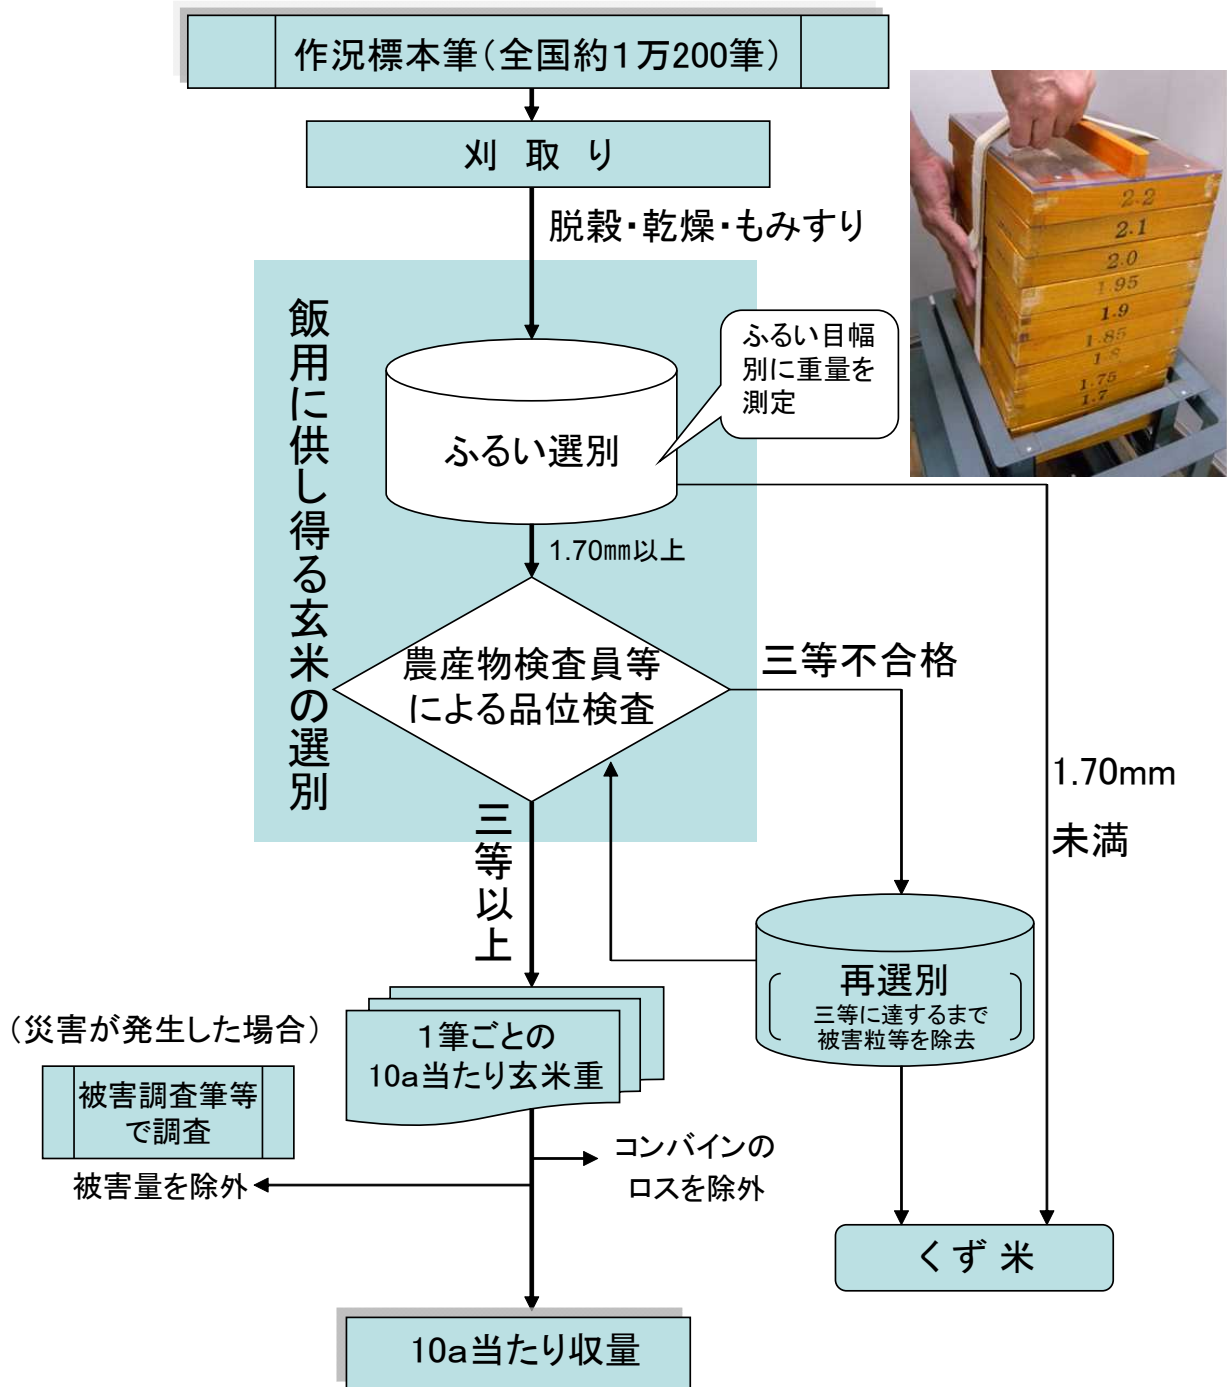 作況標本筆（全国約１万200筆）
刈 取 り
脱穀・乾燥・もみすり
飯用に供し得る玄米の選別
ふるい目幅
別に重量を
測定
ふるい選別
1.70㎜以上
農産物検査員等
による品位検査
三等不合格
三等以上
1.70mm
未満
再選別
三等に達するまで
被害粒等を除去
（災害が発生した場合）
被害調査筆等
で調査
被害量を除外
１筆ごとの
10a当たり玄米重
コンバインの
ロスを除外
くず 米
10a当たり収量
2.2
2.1
2.0
1.95
1.9
1.85
1.8
1.75
1.7